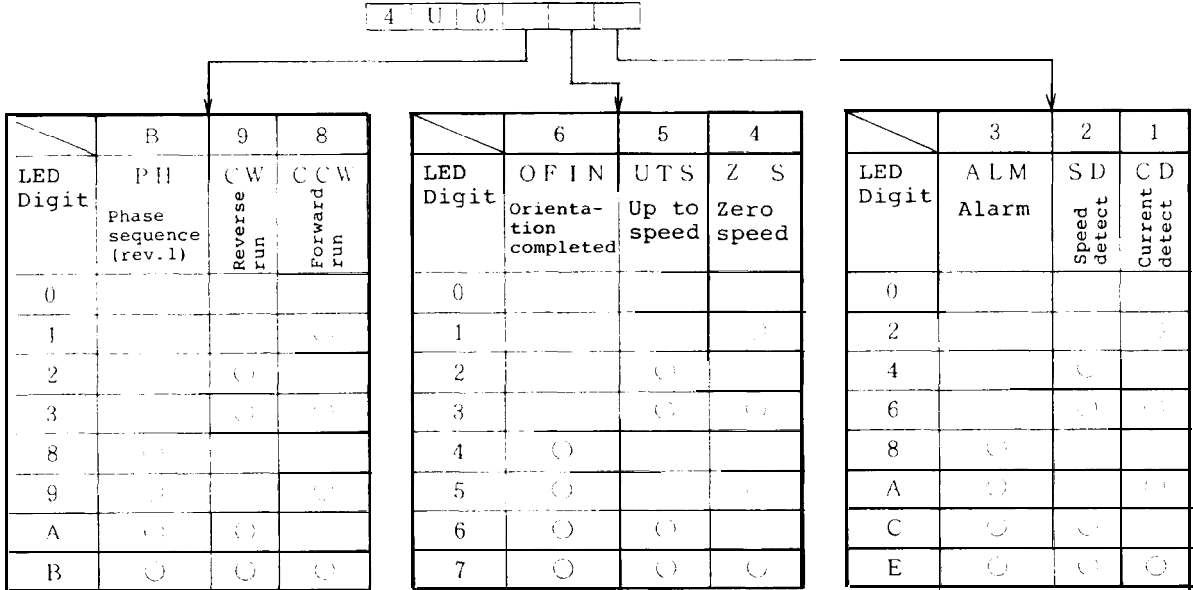 4 U 0
B 9 8
LED Digit PH Phase sequence (rev.1) CW Reverse run CCW Forward run
0
1 ○
2 ○
3 ○ ○
8 ○
9 ○ ○
A ○ ○
B ○ ○ ○
6 5 4
LED Digit OFIN Orienta-tion completed UTS Up to speed Z S Zero speed
0
1 ○
2 ○
3 ○ ○
4 ○
5 ○ ○
6 ○ ○
7 ○ ○ ○
3 2 1
LED Digit ALM Alarm SD Speed detect CD Current detect
0
2 ○
4 ○
6 ○ ○
8 ○
A ○ ○
C ○ ○
E ○ ○ ○